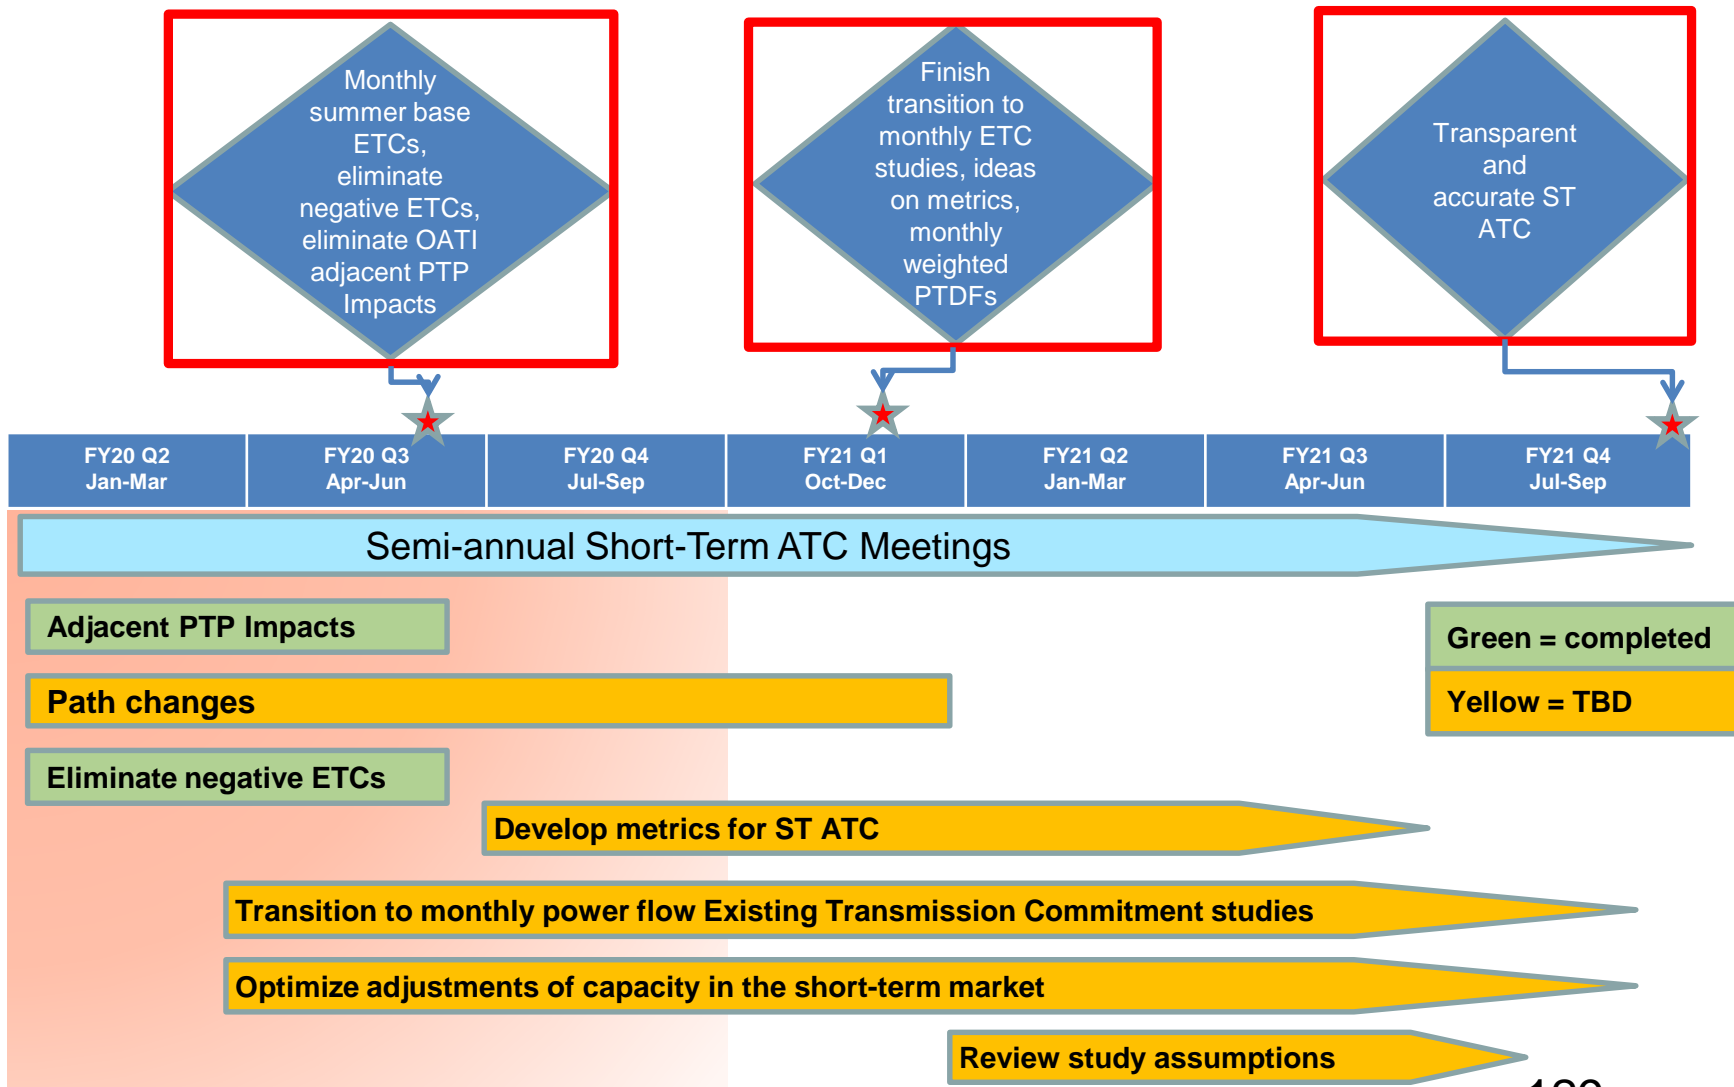 Monthly
summer base
ETCs,
eliminate
negative ETCs,
eliminate OATI
adjacent PTP
Impacts
Finish
transition to
monthly ETC
studies, ideas
on metrics,
monthly
weighted
PTDFs
Transparent
and
accurate ST
ATC
FY20 Q2
Jan-Mar
FY20 Q3
Apr-Jun
FY20 Q4
Jul-Sep
FY21 Q1
Oct-Dec
FY21 Q2
Jan-Mar
FY21 Q3
Apr-Jun
FY21 Q4
Jul-Sep
Semi-annual Short-Term ATC Meetings
Adjacent PTP Impacts
Green = completed
Path changes
Yellow = TBD
Eliminate negative ETCs
Develop metrics for ST ATC
Transition to monthly power flow Existing Transmission Commitment studies
Optimize adjustments of capacity in the short-term market
Review study assumptions